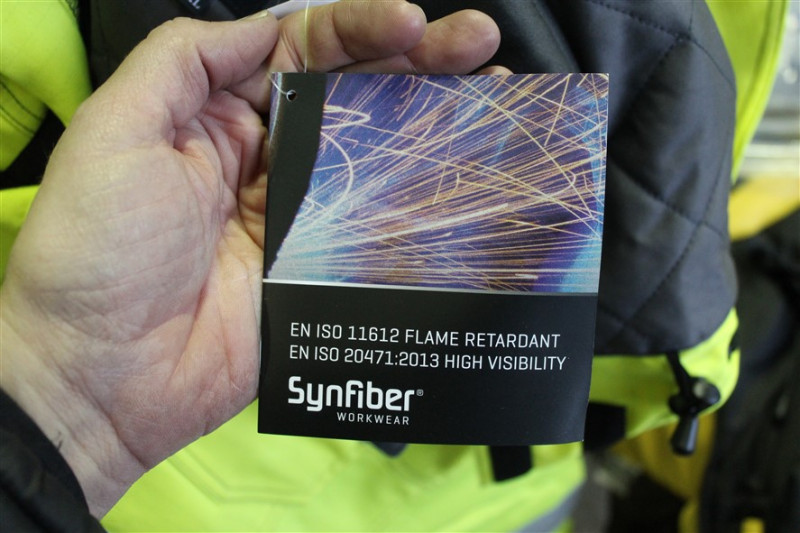 EN ISO 11612 FLAME RETARDANT
EN ISO 20471:2013 HIGH VISIBILITY
Synfiber®
WORKWEAR